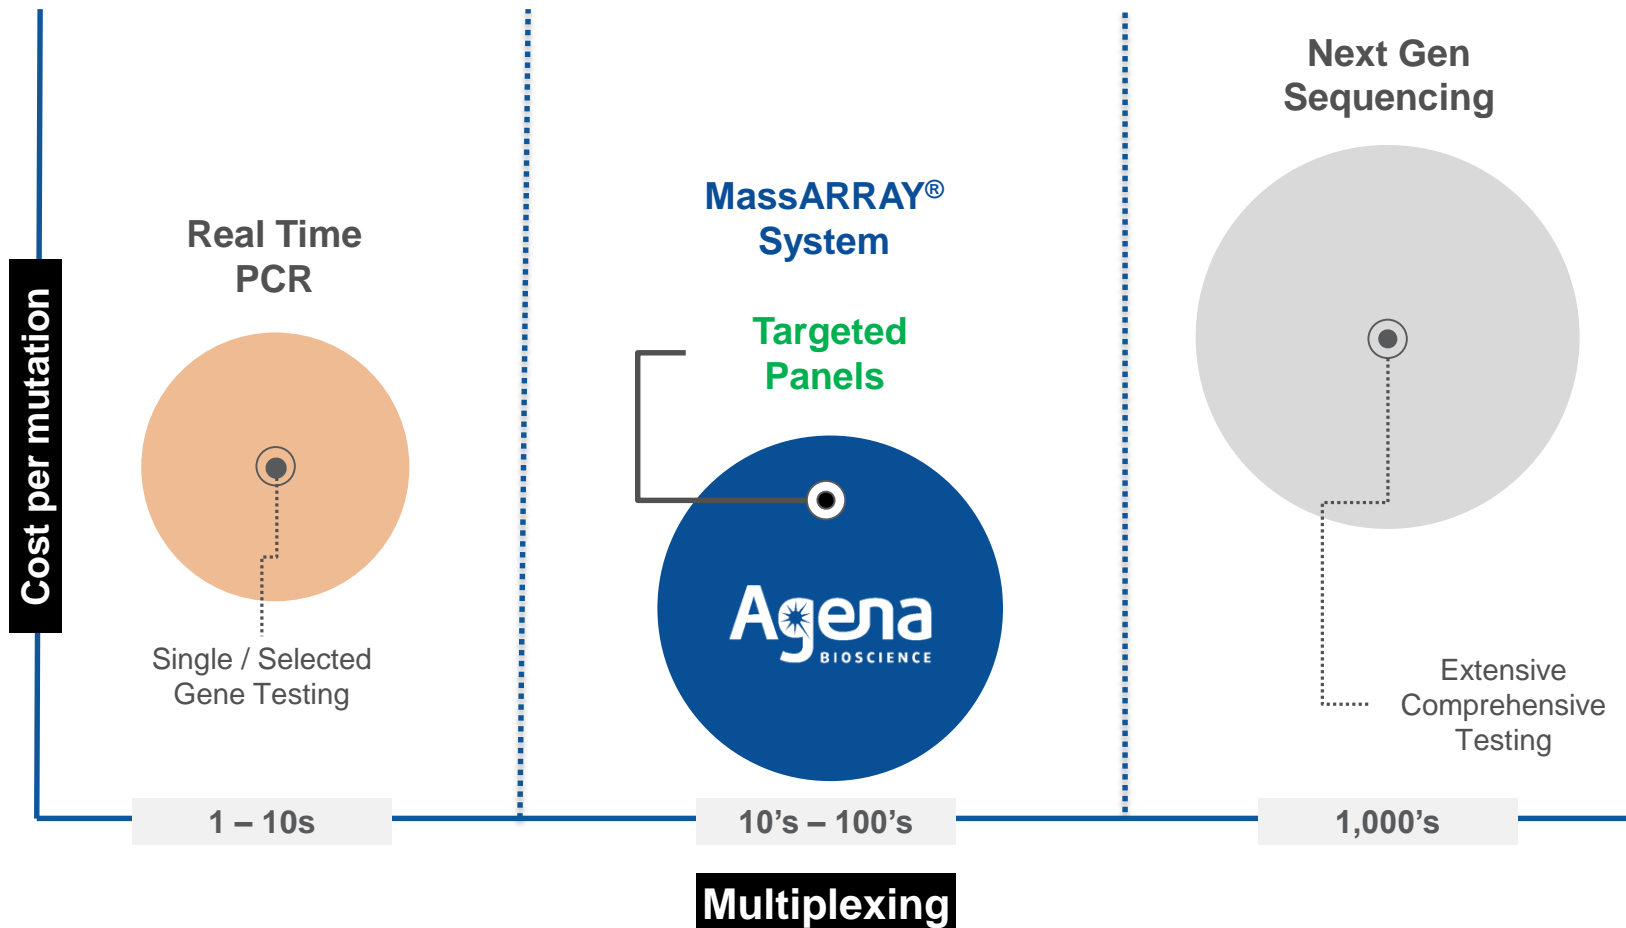 Cost per mutation
Real Time
PCR
Single / Selected
Gene Testing
1 – 10s
MassARRAY®
System
Targeted
Panels
Agena
BIOSCIENCE
10’s – 100’s
Next Gen
Sequencing
Extensive
Comprehensive
Testing
1,000’s
Multiplexing